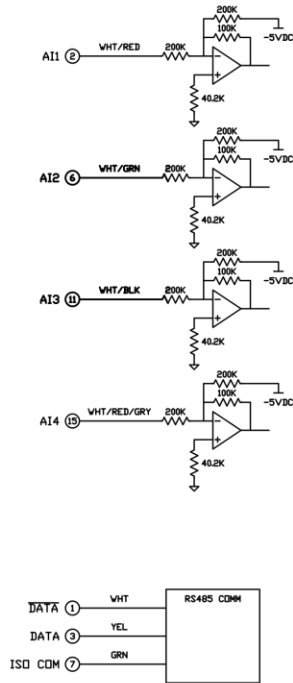 200K
-5VDC
100K
AI1 2 WHT/RED 200K
40.2K
200K
-5VDC
100K
AI2 6 WHT/GRN 200K
40.2K
200K
-5VDC
100K
AI3 11 WHT/BLK 200K
40.2K
200K
-5VDC
100K
AI4 15 WHT/RED/GRY 200K
40.2K
RS485 COMM
DATA 1 WHT
DATA 3 YEL
ISO COM 7 GRN